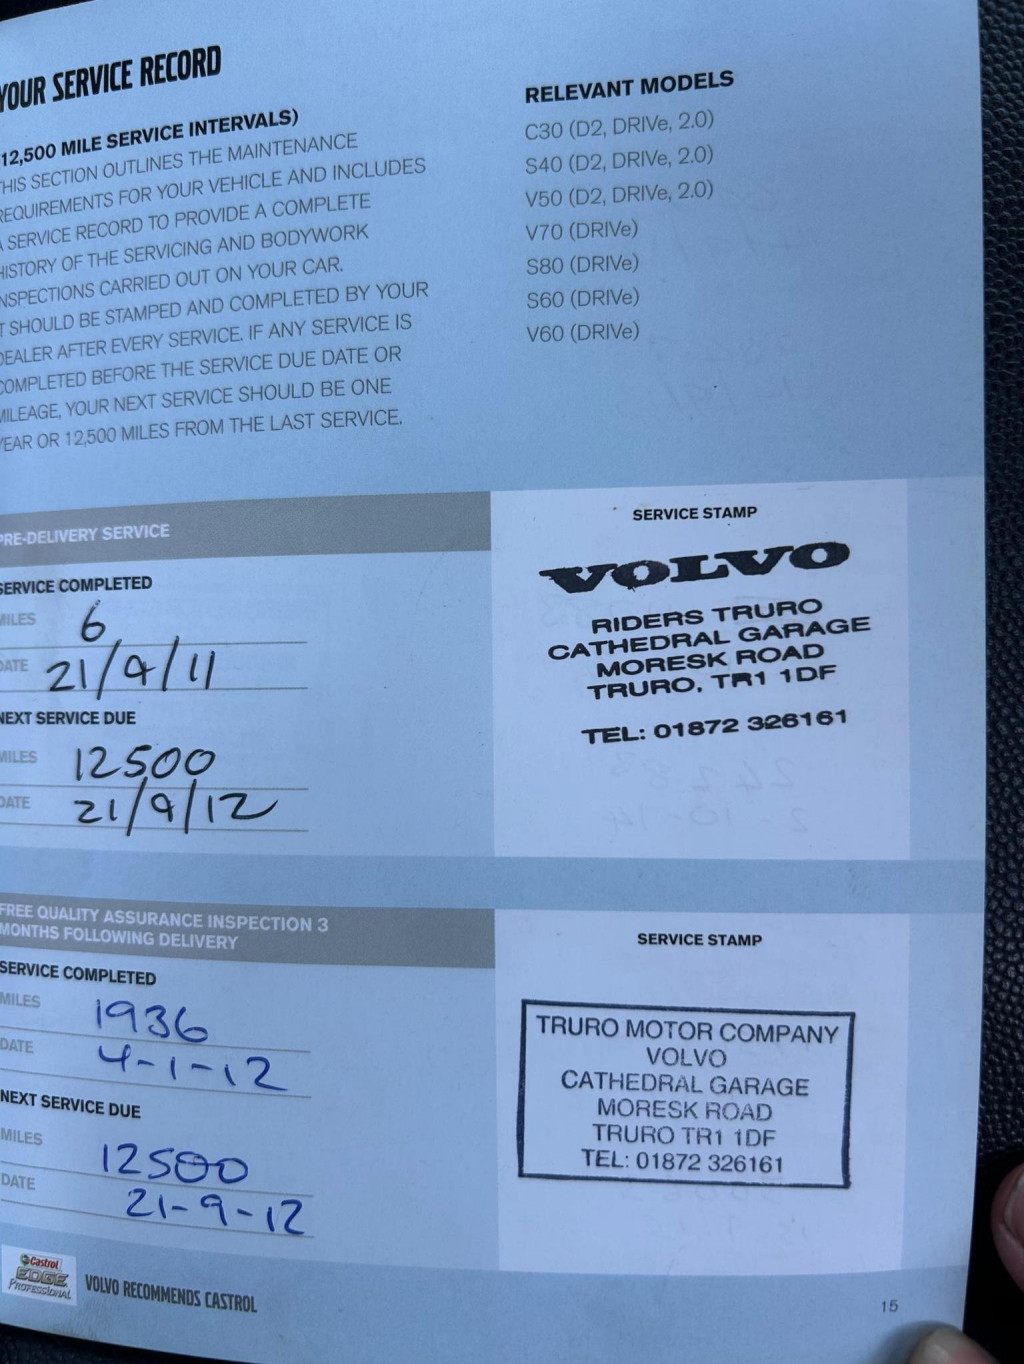 YOUR SERVICE RECORD
12,500 MILE SERVICE INTERVALS)
THIS SECTION OUTLINES THE MAINTENANCE
REQUIREMENTS FOR YOUR VEHICLE AND INCLUDES
A SERVICE RECORD TO PROVIDE A COMPLETE
HISTORY OF THE SERVICING AND BODYWORK
INSPECTIONS CARRIED OUT ON YOUR CAR.
IT SHOULD BE STAMPED AND COMPLETED BY YOUR
DEALER AFTER EVERY SERVICE. IF ANY SERVICE IS
COMPLETED BEFORE THE SERVICE DUE DATE OR
MILEAGE, YOUR NEXT SERVICE SHOULD BE ONE
YEAR OR 12,500 MILES FROM THE LAST SERVICE.
RELEVANT MODELS
C30 (D2, DRIVe, 2.0)
S40 (D2, DRIVe, 2.0)
V50 (D2, DRIVe, 2.0)
V70 (DRIVe)
S80 (DRIVe)
S60 (DRIVe)
V60 (DRIVe)
PRE-DELIVERY SERVICE
SERVICE COMPLETED
MILES 6
DATE 21/9/11
NEXT SERVICE DUE
MILES 12500
DATE 21/9/12
SERVICE STAMP
VOLVO
RIDERS TRURO
CATHEDRAL GARAGE
MORESK ROAD
TRURO, TR1 1DF
TEL: 01872 326161
FREE QUALITY ASSURANCE INSPECTION 3
MONTHS FOLLOWING DELIVERY
SERVICE COMPLETED
MILES 1936
DATE 4-1-12
NEXT SERVICE DUE
MILES 12500
DATE 21-9-12
SERVICE STAMP
TRURO MOTOR COMPANY
VOLVO
CATHEDRAL GARAGE
MORESK ROAD
TRURO TR1 1DF
TEL: 01872 326161
Castrol
EDGE
PROFESSIONAL
VOLVO RECOMMENDS CASTROL
15